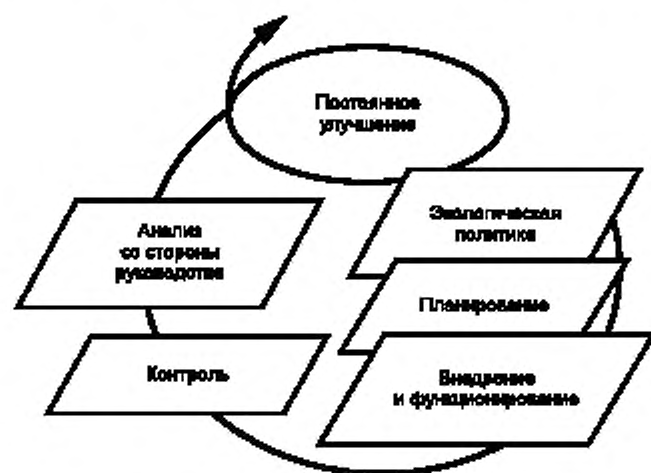 Постоянное
улучшение
Экологическая
политика
Планирование
Внедрение
и функционирование
Контроль
Анализ
со стороны
руководства